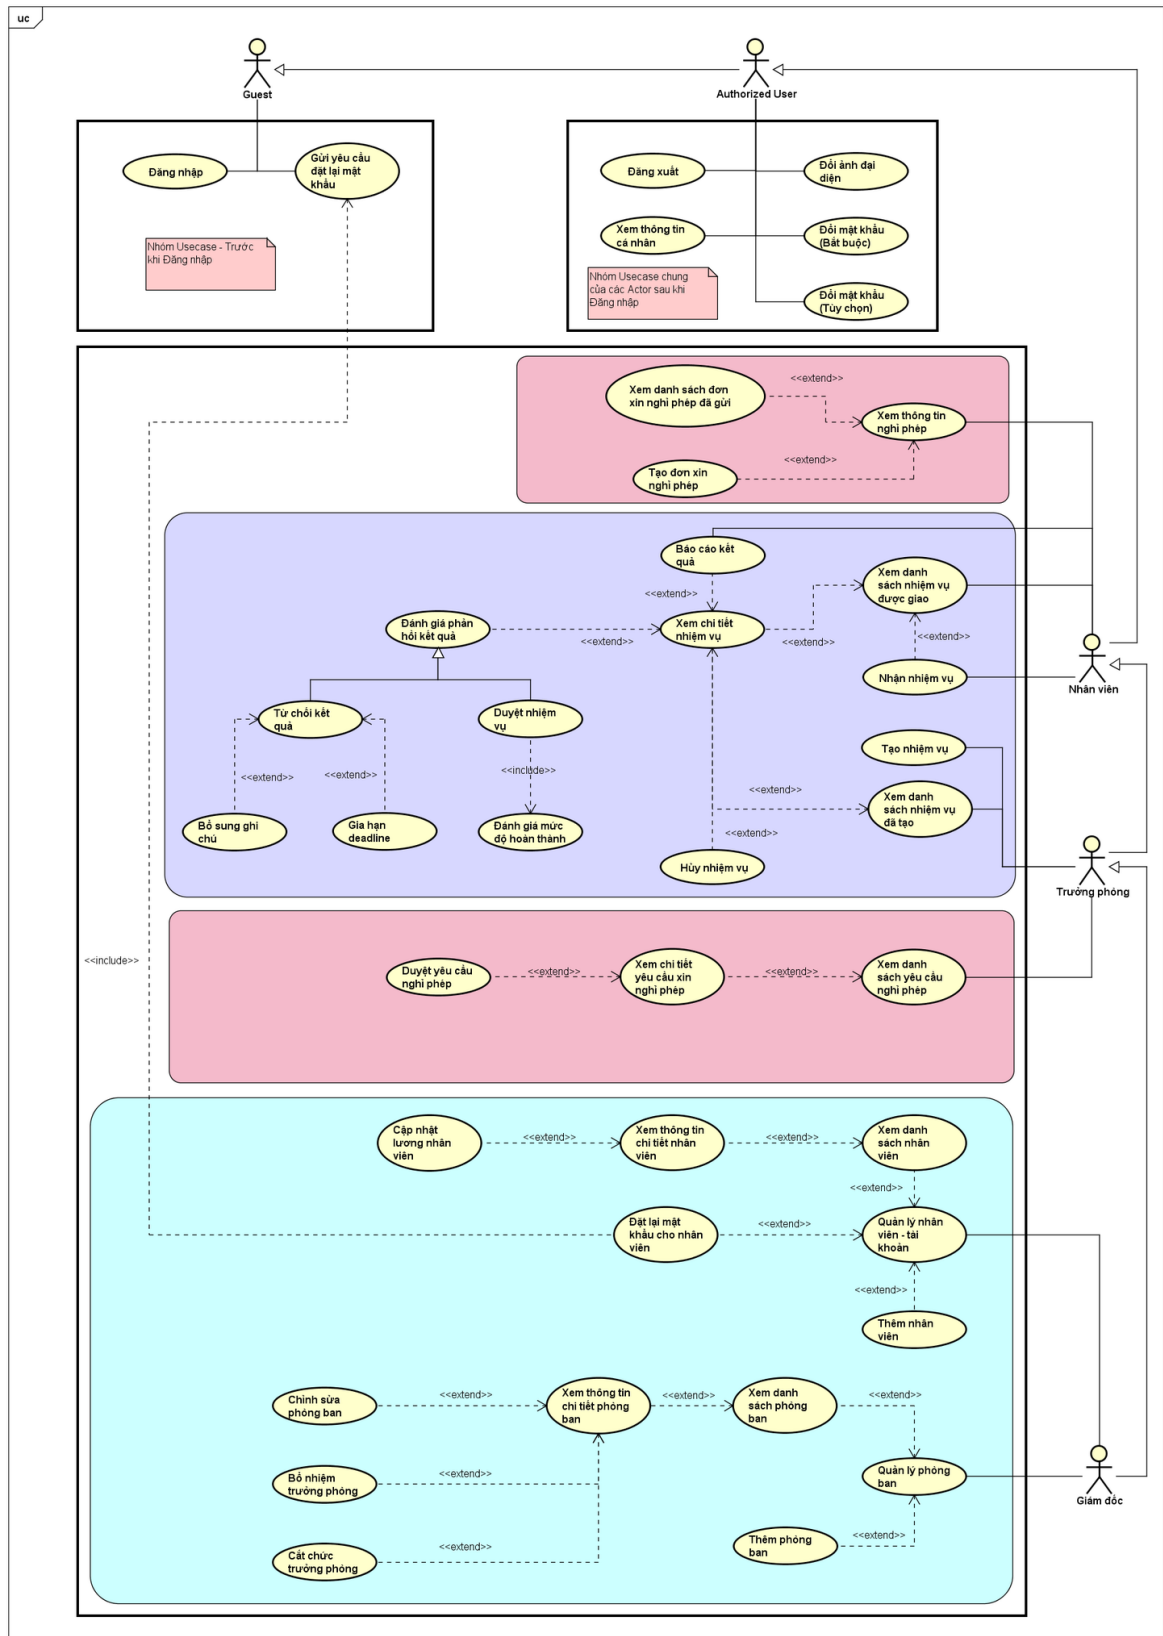 uc
Guest
Authorized User
Đăng nhập
Gửi yêu cầu
đặt lại mật
khẩu
Nhóm Usecase - Trước
khi Đăng nhập
Đăng xuất
Đổi ảnh đại
diện
Xem thông tin
cá nhân
Đổi mật khẩu
(Bắt buộc)
Nhóm Usecase chung
của các Actor sau khi
Đăng nhập
Đổi mật khẩu
(Tùy chọn)
Xem danh sách đơn
xin nghỉ phép đã gửi
<<extend>>
Xem thông tin
nghỉ phép
Tạo đơn xin
nghỉ phép
<<extend>>
Báo cáo kết
quả
<<extend>>
Xem danh
sách nhiệm vụ
được giao
Đánh giá phản
hồi kết quả
<<extend>>
Xem chi tiết
nhiệm vụ
<<extend>>
<<extend>>
Nhận nhiệm vụ
Nhân viên
Từ chối kết
quả
Duyệt nhiệm
vụ
<<extend>>
<<extend>>
<<include>>
Tạo nhiệm vụ
<<extend>>
Xem danh
sách nhiệm vụ
đã tạo
Bổ sung ghi
chú
Gia hạn
deadline
Đánh giá mức
độ hoàn thành
<<extend>>
Hủy nhiệm vụ
Trưởng phòng
<<include>>
Duyệt yêu cầu
nghỉ phép
<<extend>>
Xem chi tiết
yêu cầu xin
nghỉ phép
<<extend>>
Xem danh
sách yêu cầu
nghỉ phép
Cập nhật
lương nhân
viên
<<extend>>
Xem thông tin
chi tiết nhân
viên
<<extend>>
Xem danh
sách nhân
viên
<<extend>>
Đặt lại mật
khẩu cho nhân
viên
<<extend>>
Quản lý nhân
viên - tài
khoản
<<extend>>
Thêm nhân
viên
Chỉnh sửa
phòng ban
<<extend>>
Xem thông tin
chi tiết phòng
ban
<<extend>>
Xem danh
sách phòng
ban
<<extend>>
Bổ nhiệm
trưởng phòng
<<extend>>
Quản lý phòng
ban
Giám đốc
Cắt chức
trưởng phòng
<<extend>>
Thêm phòng
ban
<<extend>>